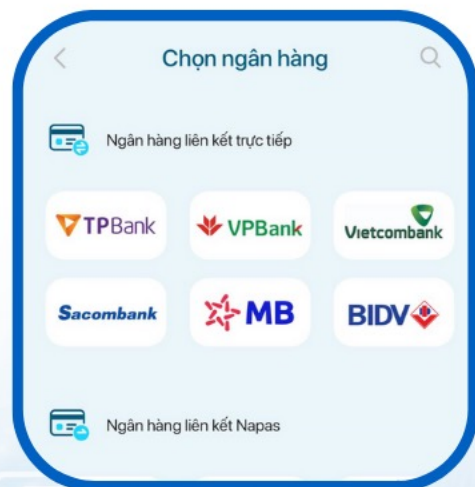 Chọn ngân hàng
Ngân hàng liên kết trực tiếp
TPBank
VPBank
Vietcombank
Sacombank
MB
BIDV
Ngân hàng liên kết Napas